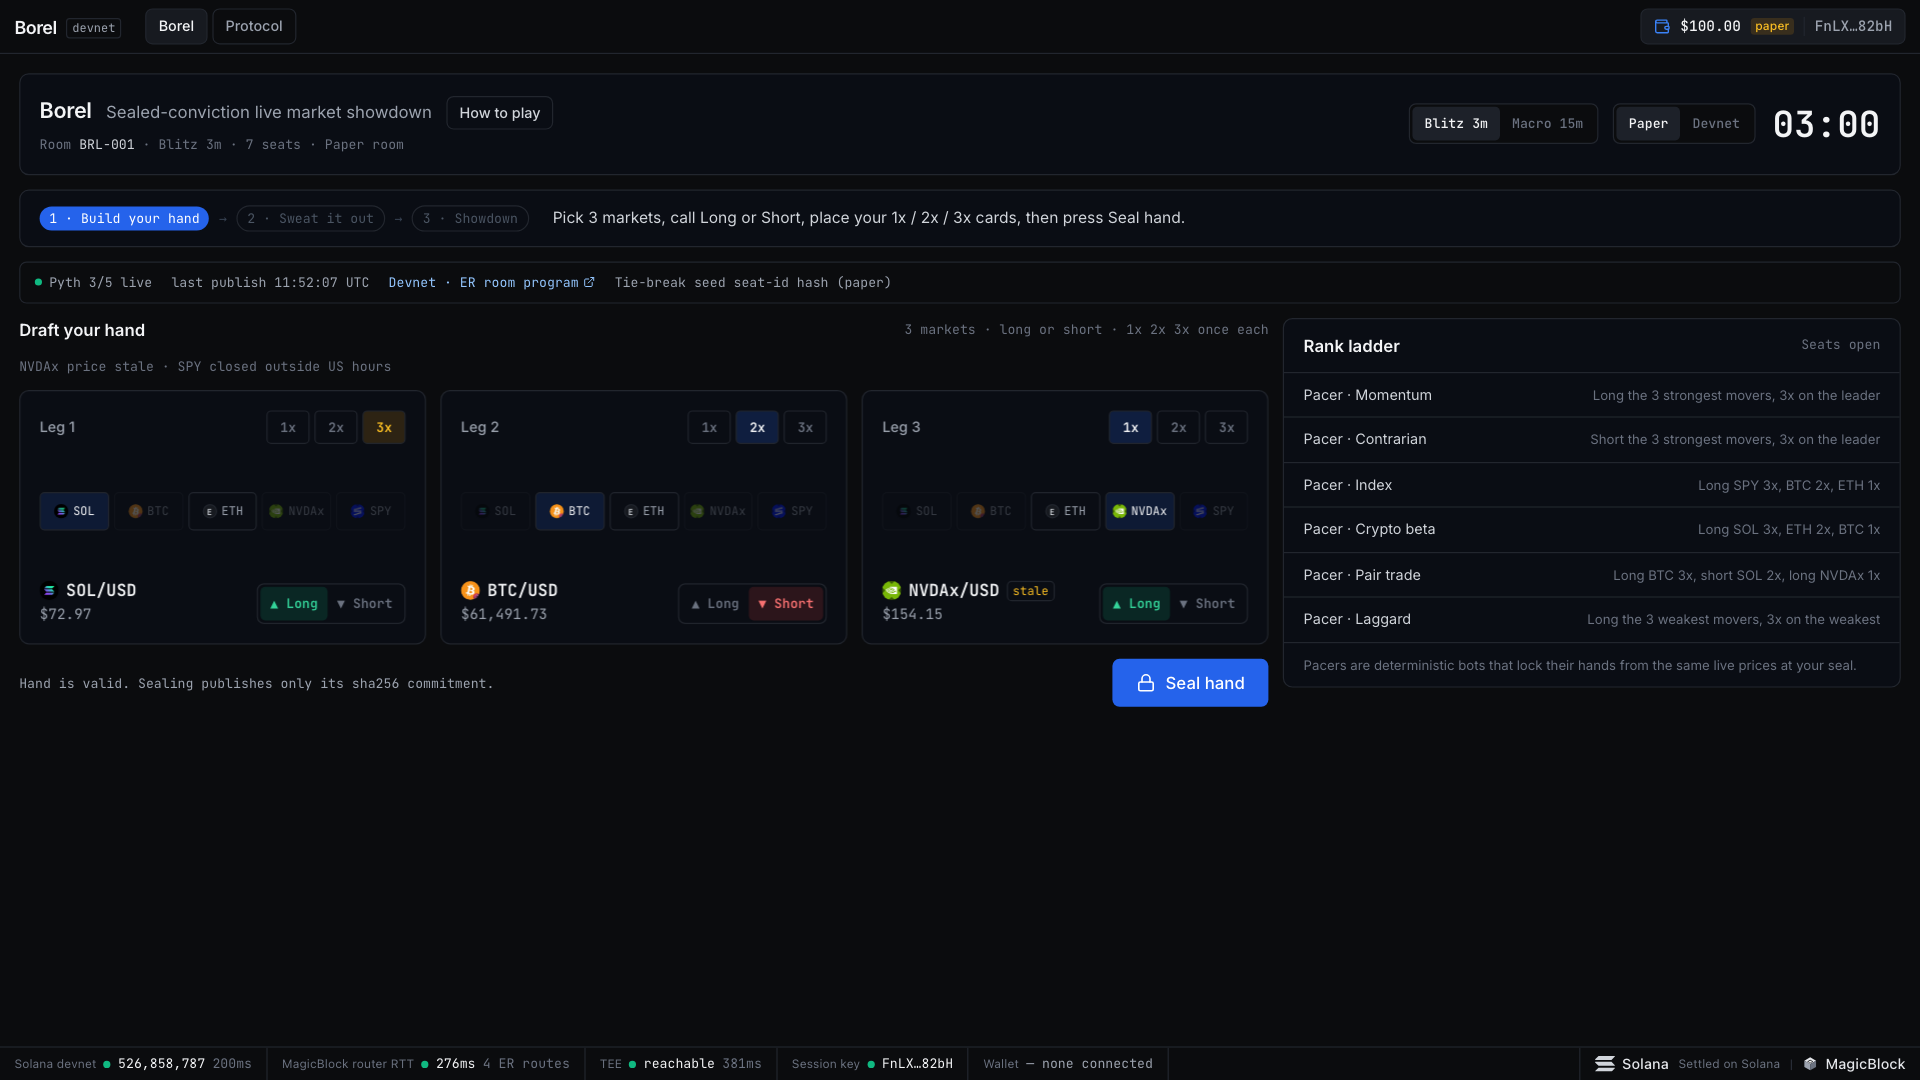 Borel devnet Borel Protocol $100.00 paper FnLX…82bH
Borel Sealed-conviction live market showdown How to play
Room BRL-001 · Blitz 3m · 7 seats · Paper room
Blitz 3m Macro 15m Paper Devnet 03:00
1 · Build your hand → 2 · Sweat it out → 3 · Showdown Pick 3 markets, call Long or Short, place your 1x / 2x / 3x cards, then press Seal hand.
Pyth 3/5 live last publish 11:52:07 UTC Devnet · ER room program Tie-break seed seat-id hash (paper)
Draft your hand 3 markets · long or short · 1x 2x 3x once each
NVDAx price stale · SPY closed outside US hours
Leg 1 1x 2x 3x
SOL BTC ETH NVDAx SPY
SOL/USD
$72.97
▲ Long ▼ Short
Leg 2 1x 2x 3x
SOL BTC ETH NVDAx SPY
BTC/USD
$61,491.73
▲ Long ▼ Short
Leg 3 1x 2x 3x
SOL BTC ETH NVDAx SPY
NVDAx/USD stale
$154.15
▲ Long ▼ Short
Hand is valid. Sealing publishes only its sha256 commitment.
Seal hand
Rank ladder Seats open
Pacer · Momentum Long the 3 strongest movers, 3x on the leader
Pacer · Contrarian Short the 3 strongest movers, 3x on the leader
Pacer · Index Long SPY 3x, BTC 2x, ETH 1x
Pacer · Crypto beta Long SOL 3x, ETH 2x, BTC 1x
Pacer · Pair trade Long BTC 3x, short SOL 2x, long NVDAx 1x
Pacer · Laggard Long the 3 weakest movers, 3x on the weakest
Pacers are deterministic bots that lock their hands from the same live prices at your seal.
Solana devnet 526,858,787 200ms MagicBlock router RTT 276ms 4 ER routes TEE reachable 381ms Session key FnLX…82bH Wallet — none connected Solana Settled on Solana | MagicBlock